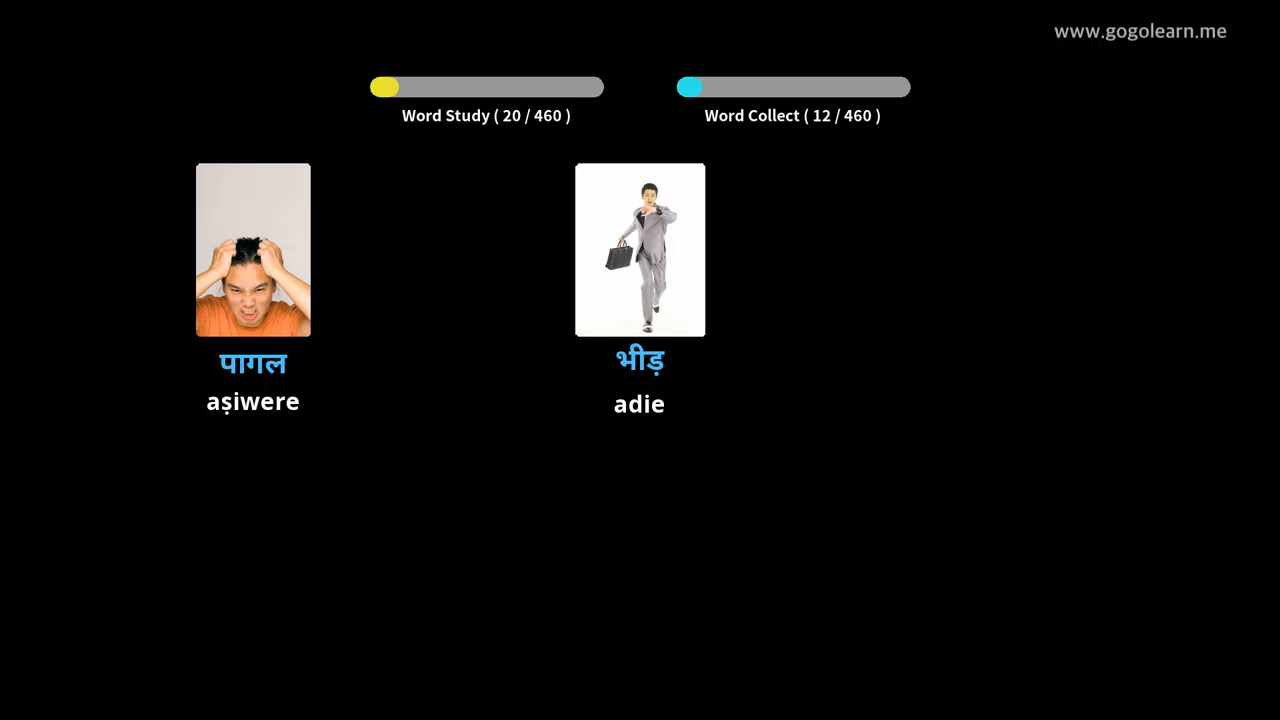 www.gogolearn.me
Word Study ( 20 / 460 )
Word Collect ( 12 / 460 )
पागल
aṣiwere
भीड़
adie